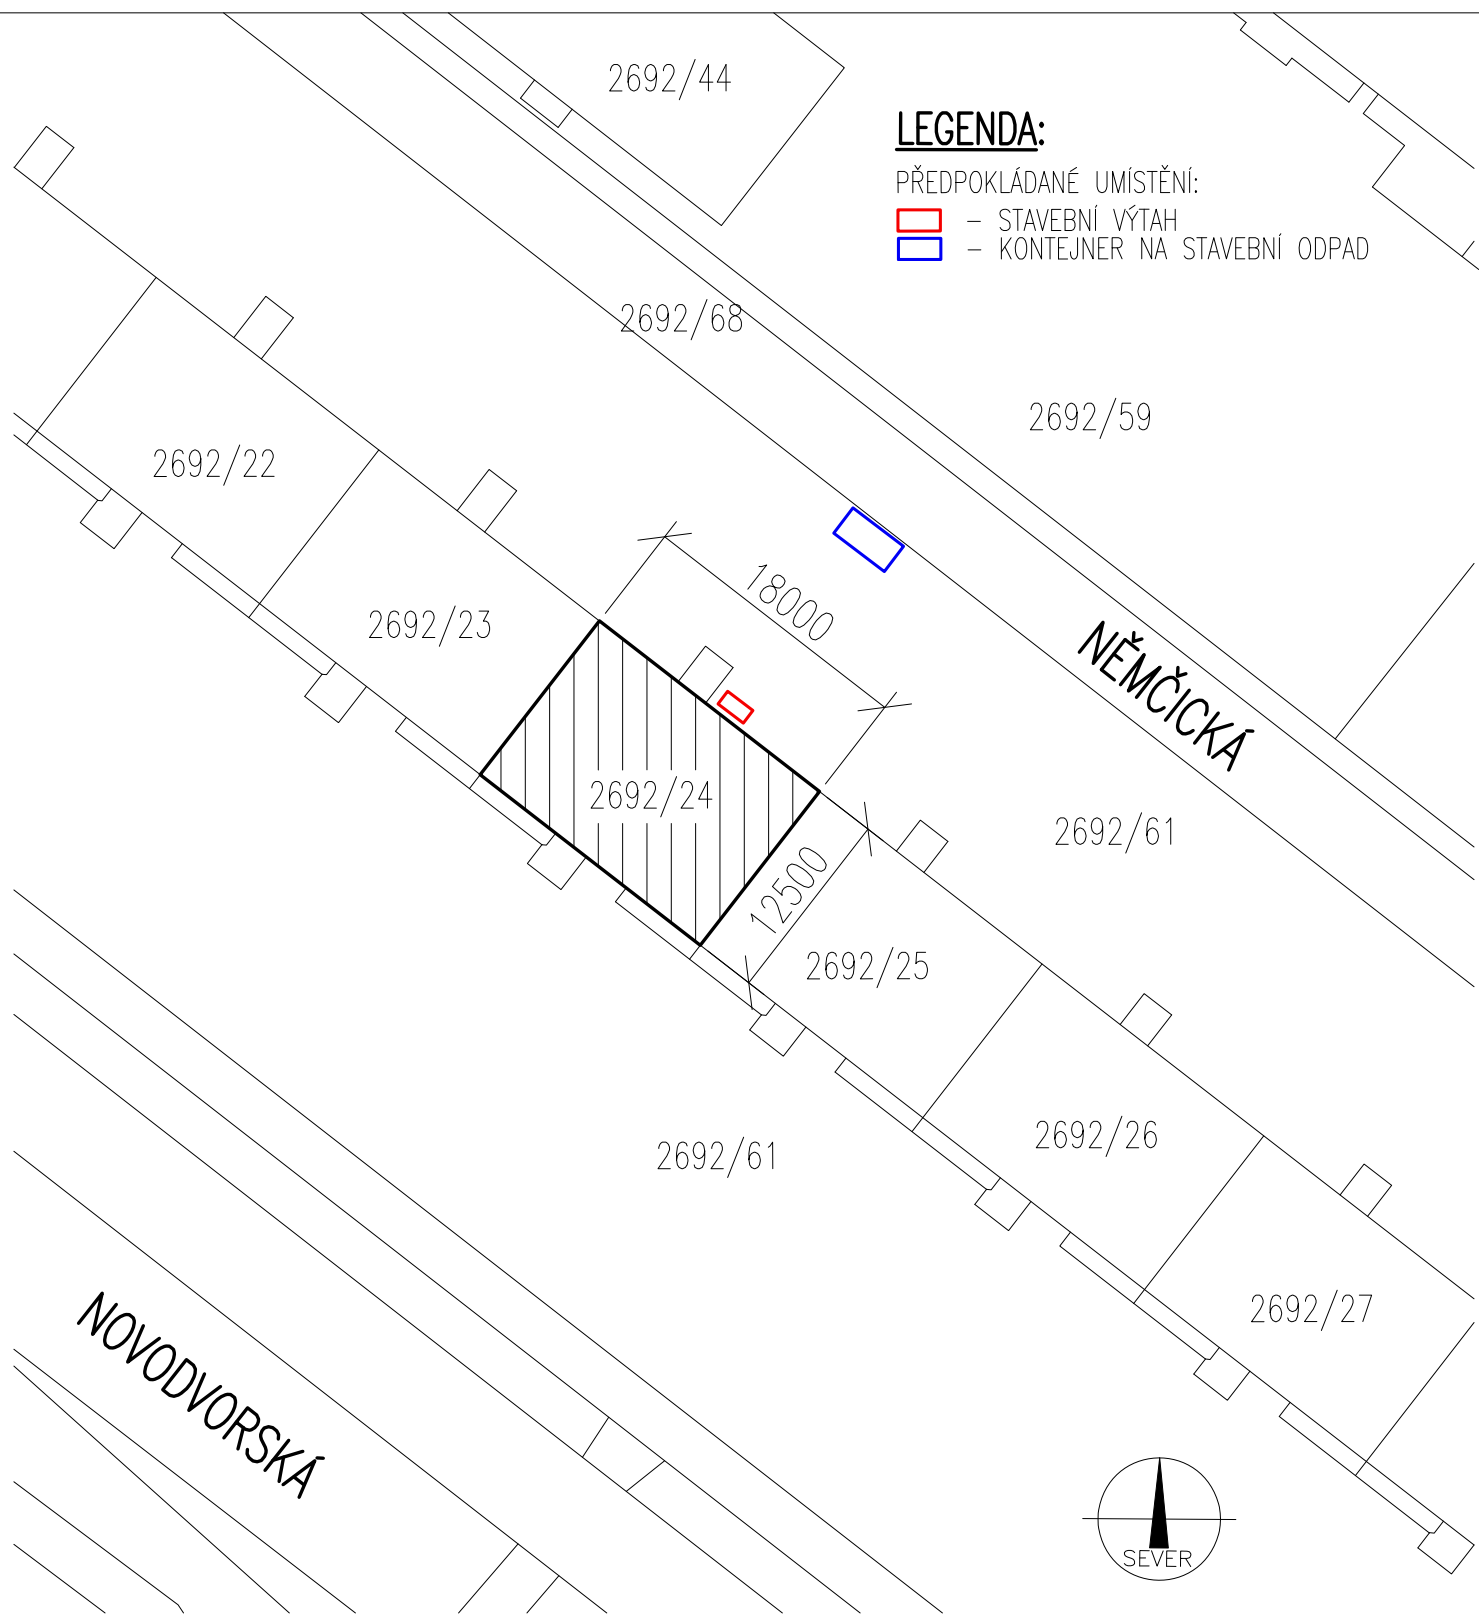 2692/44
LEGENDA:
PŘEDPOKLÁDANÉ UMÍSTĚNÍ:
– STAVEBNÍ VÝTAH
– KONTEJNER NA STAVEBNÍ ODPAD
2692/68
2692/59
2692/22
18000
2692/23
NĚMČICKÁ
2692/24
2692/61
12500
2692/25
2692/26
2692/61
2692/27
NOVODVORSKÁ
SEVER